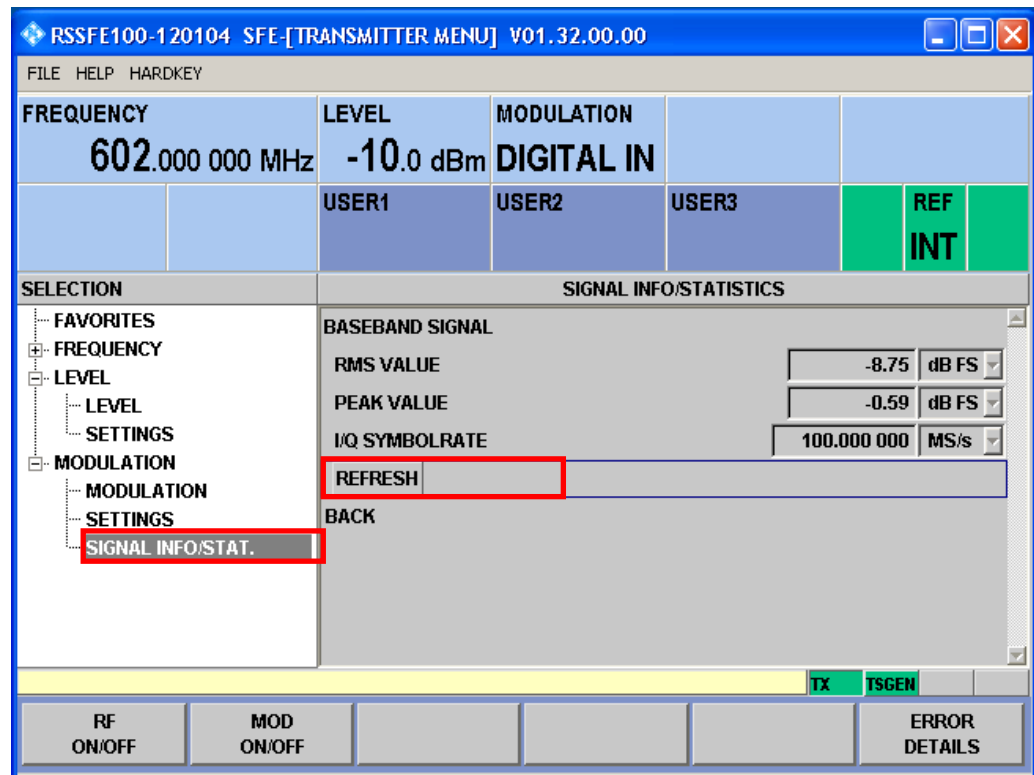 RSSFE100-120104 SFE-[TRANSMITTER MENU] V01.32.00.00
FILE HELP HARDKEY
FREQUENCY LEVEL MODULATION
602.000 000 MHz -10.0 dBm DIGITAL IN
USER1 USER2 USER3 REF
INT
SELECTION SIGNAL INFO/STATISTICS
FAVORITES
FREQUENCY
LEVEL
LEVEL
SETTINGS
MODULATION
MODULATION
SETTINGS
SIGNAL INFO/STAT.
BASEBAND SIGNAL
RMS VALUE -8.75 dB FS
PEAK VALUE -0.59 dB FS
I/Q SYMBOLRATE 100.000 000 MS/s
REFRESH
BACK
TX TSGEN
RF ON/OFF
MOD ON/OFF
ERROR DETAILS